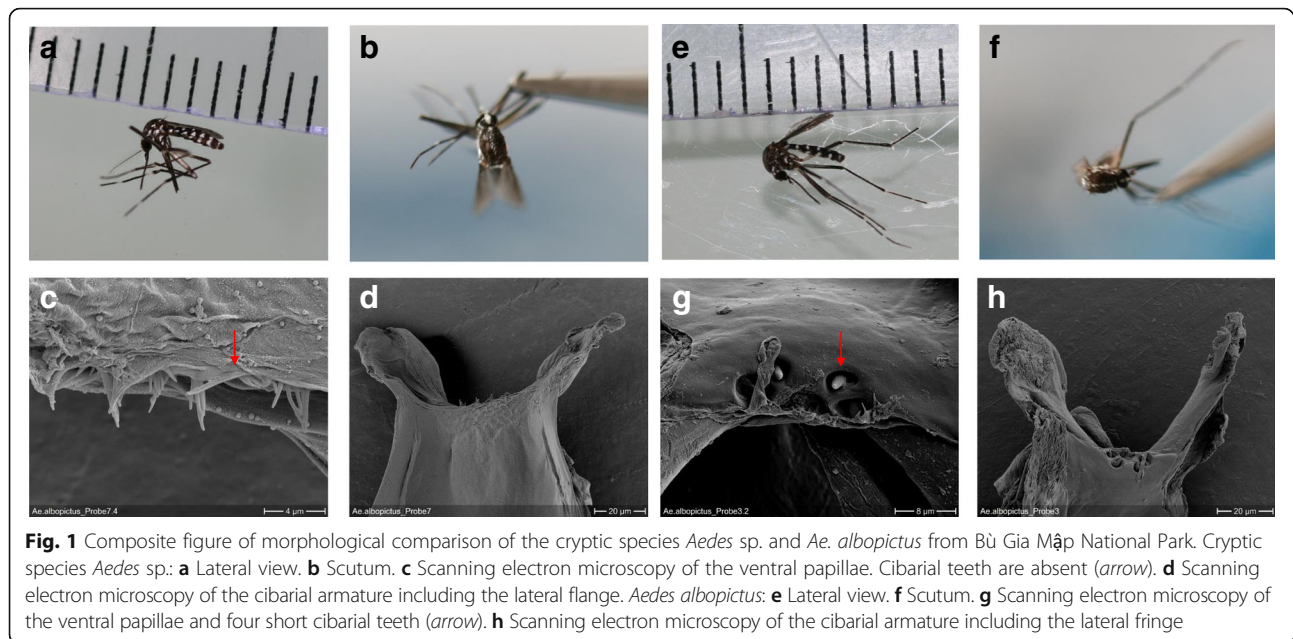 a
b
e
f
c
d
g
h
Ae.albopictus_Probe7.4
4 µm
Ae.albopictus_Probe7
20 µm
Ae.albopictus_Probe3.2
8 µm
Ae.albopictus_Probe3
20 µm
Fig. 1 Composite figure of morphological comparison of the cryptic species Aedes sp. and Ae. albopictus from Bù Gia Mập National Park. Cryptic
species Aedes sp.: a Lateral view. b Scutum. c Scanning electron microscopy of the ventral papillae. Cibarial teeth are absent (arrow). d Scanning
electron microscopy of the cibarial armature including the lateral flange. Aedes albopictus: e Lateral view. f Scutum. g Scanning electron microscopy of
the ventral papillae and four short cibarial teeth (arrow). h Scanning electron microscopy of the cibarial armature including the lateral fringe